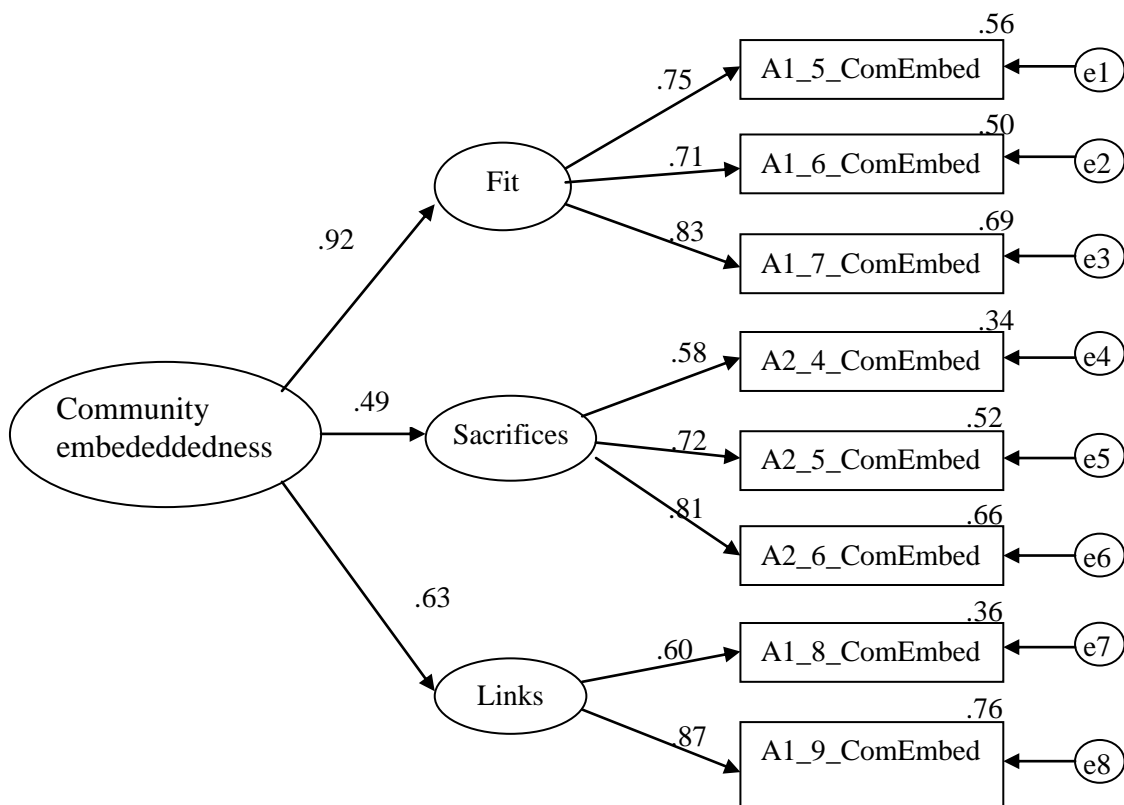 .56
A1_5_ComEmbed
e1
.75
.50
A1_6_ComEmbed
e2
.71
Fit
.69
.83
A1_7_ComEmbed
e3
.92
.34
A2_4_ComEmbed
e4
.58
Community
embededdedness
.49
Sacrifices
.52
.72
A2_5_ComEmbed
e5
.81
.66
A2_6_ComEmbed
e6
.63
.36
.60
A1_8_ComEmbed
e7
Links
.76
.87
A1_9_ComEmbed
e8